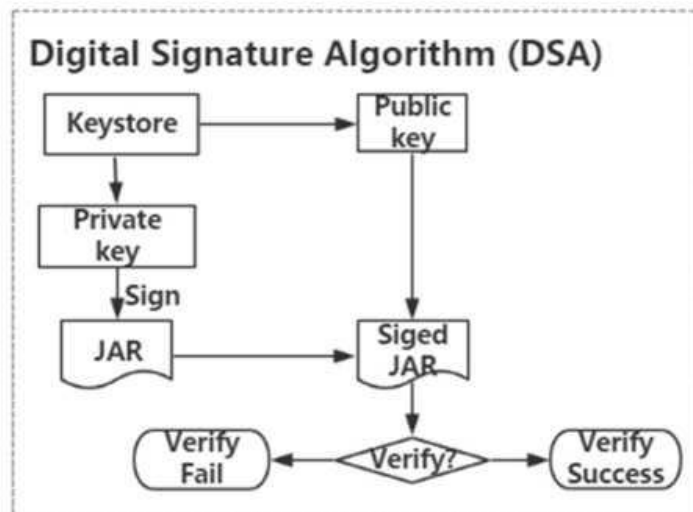 Digital Signature Algorithm (DSA)
Keystore
Public
key
Private
key
Sign
JAR
Siged
JAR
Verify
Fail
Verify?
Verify
Success